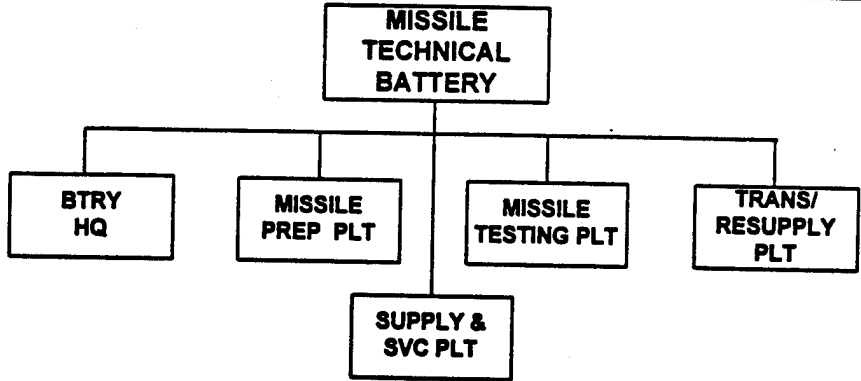 MISSILE
TECHNICAL
BATTERY
BTRY
HQ
MISSILE
PREP PLT
MISSILE
TESTING PLT
TRANS/
RESUPPLY
PLT
SUPPLY &
SVC PLT